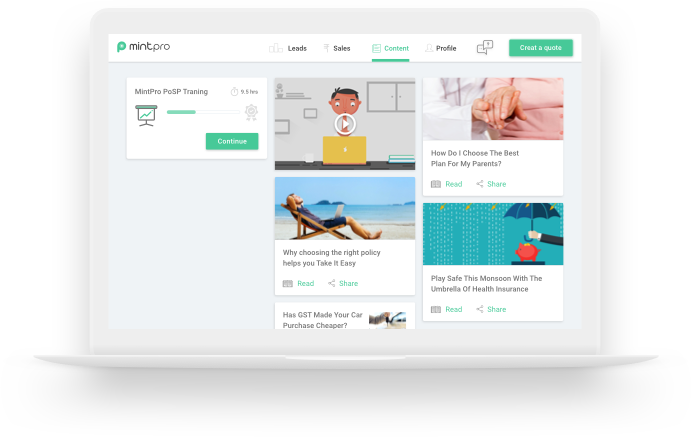 mintpro
Leads
Sales
Content
Profile
Creat a quote
MintPro PoSP Traning
9.5 hrs
Continue
Why choosing the right policy
helps you Take It Easy
Read
Share
Has GST Made Your Car
Purchase Cheaper?
How Do I Choose The Best
Plan For My Parents?
Read
Share
Play Safe This Monsoon With The
Umbrella Of Health Insurance
Read
Share